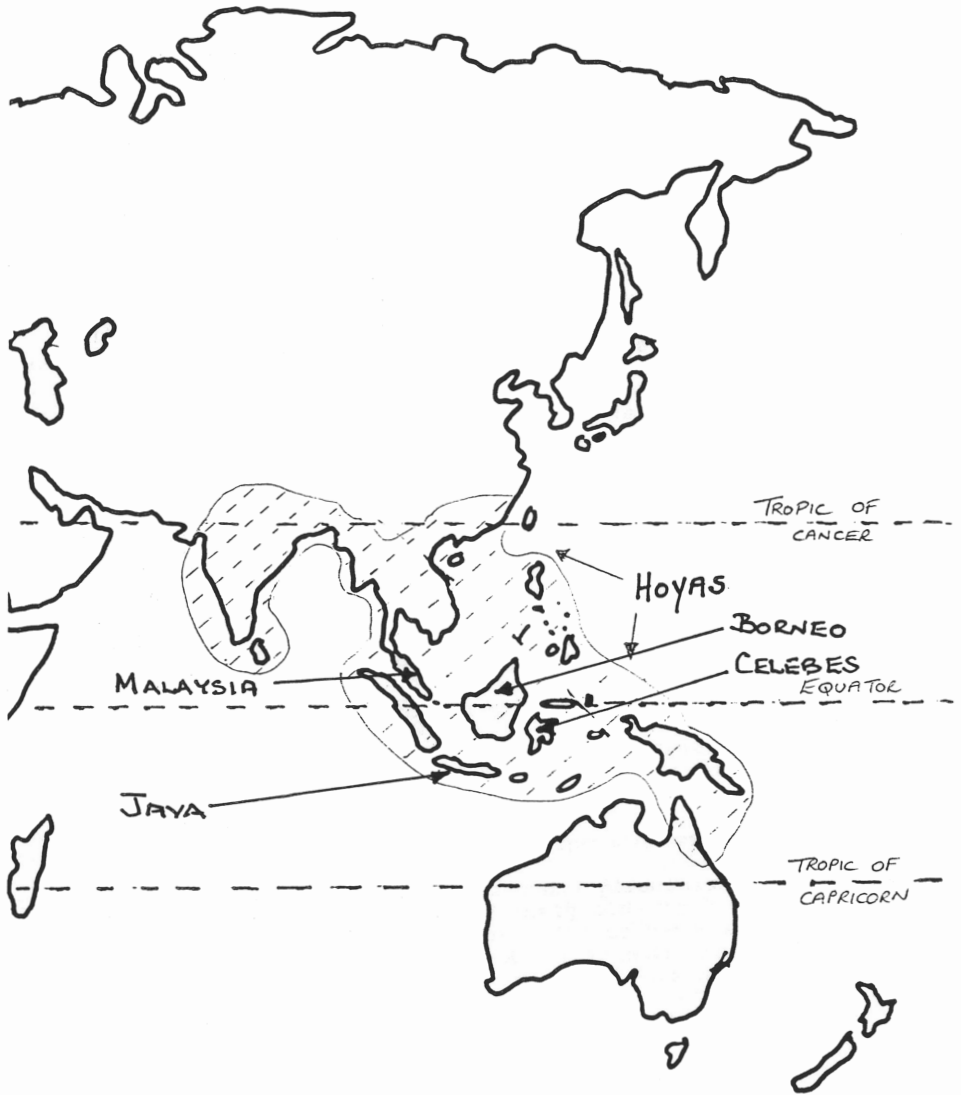 TROPIC OF
CANCER
HOYAS
BORNEO
CELEBES
EQUATOR
MALAYSIA
JAVA
TROPIC OF
CAPRICORN